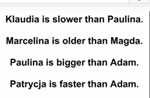 Klaudia is slower than Paulina.
Marcelina is older than Magda.
Paulina is bigger than Adam.
Patrycja is faster than Adam.